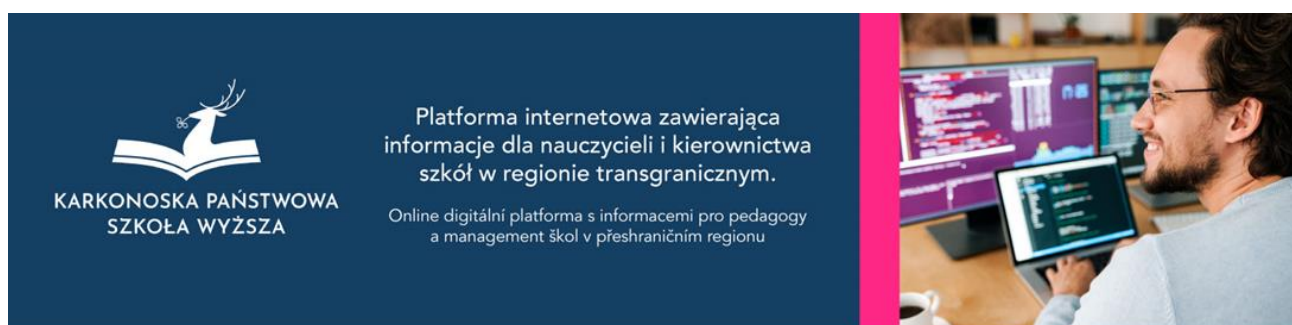 KARKONOSKA PAŃSTWOWA
SZKOŁA WYŻSZA
Platforma internetowa zawierająca
informacje dla nauczycieli i kierownictwa
szkół w regionie transgranicznym.
Online digitální platforma s informacemi pro pedagogy
a management škol v přeshraničním regionu